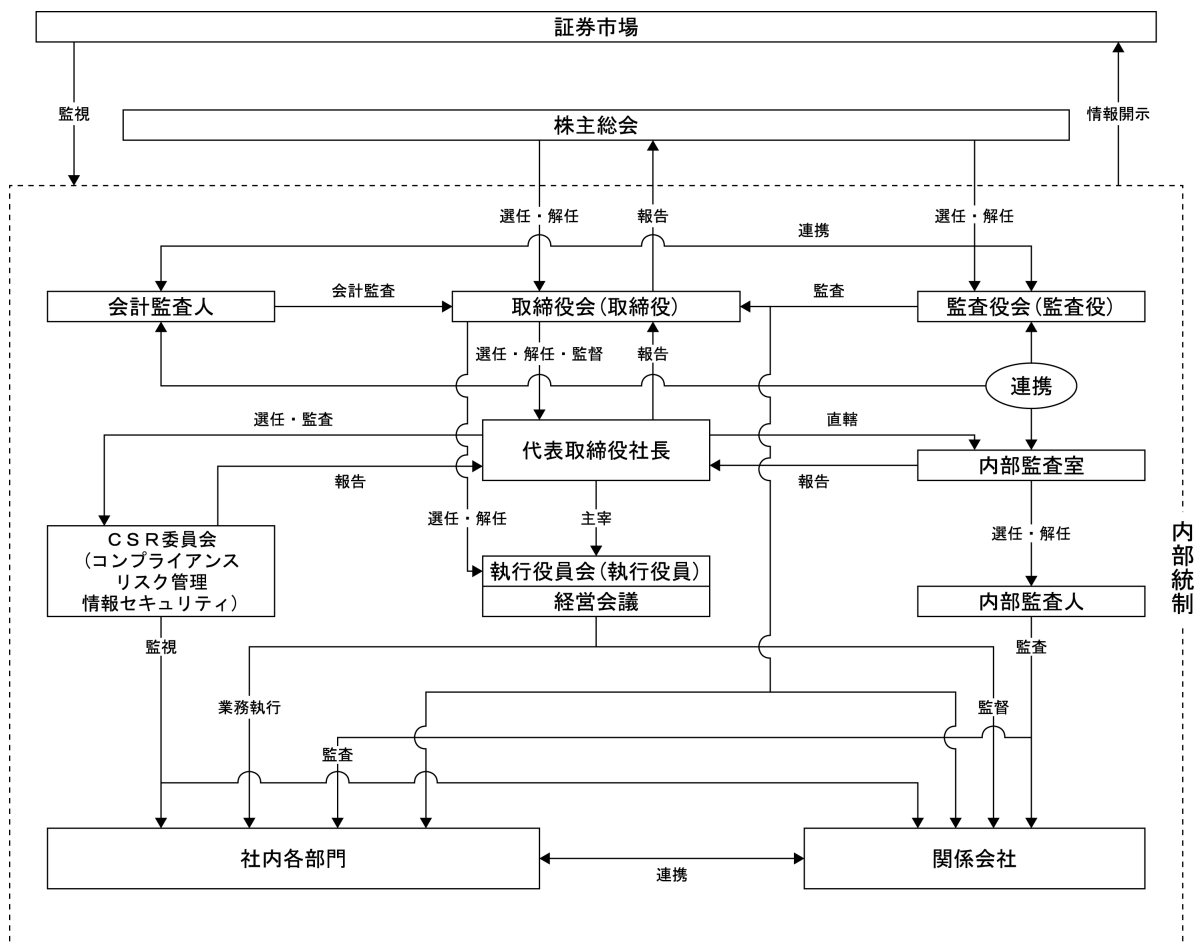 証券市場
監視
情報開示
株主総会
選任・解任
報告
選任・解任
連携
会計監査人
会計監査
取締役会(取締役)
監査
監査役会(監査役)
選任・解任・監督
報告
連携
選任・監査
代表取締役社長
直轄
内部監査室
報告
報告
選任・解任
主宰
選任・解任
CSR委員会
(コンプライアンス
リスク管理
情報セキュリティ)
執行役員会(執行役員)
経営会議
内部監査人
内部統制
監視
監査
業務執行
監督
監査
社内各部門
連携
関係会社